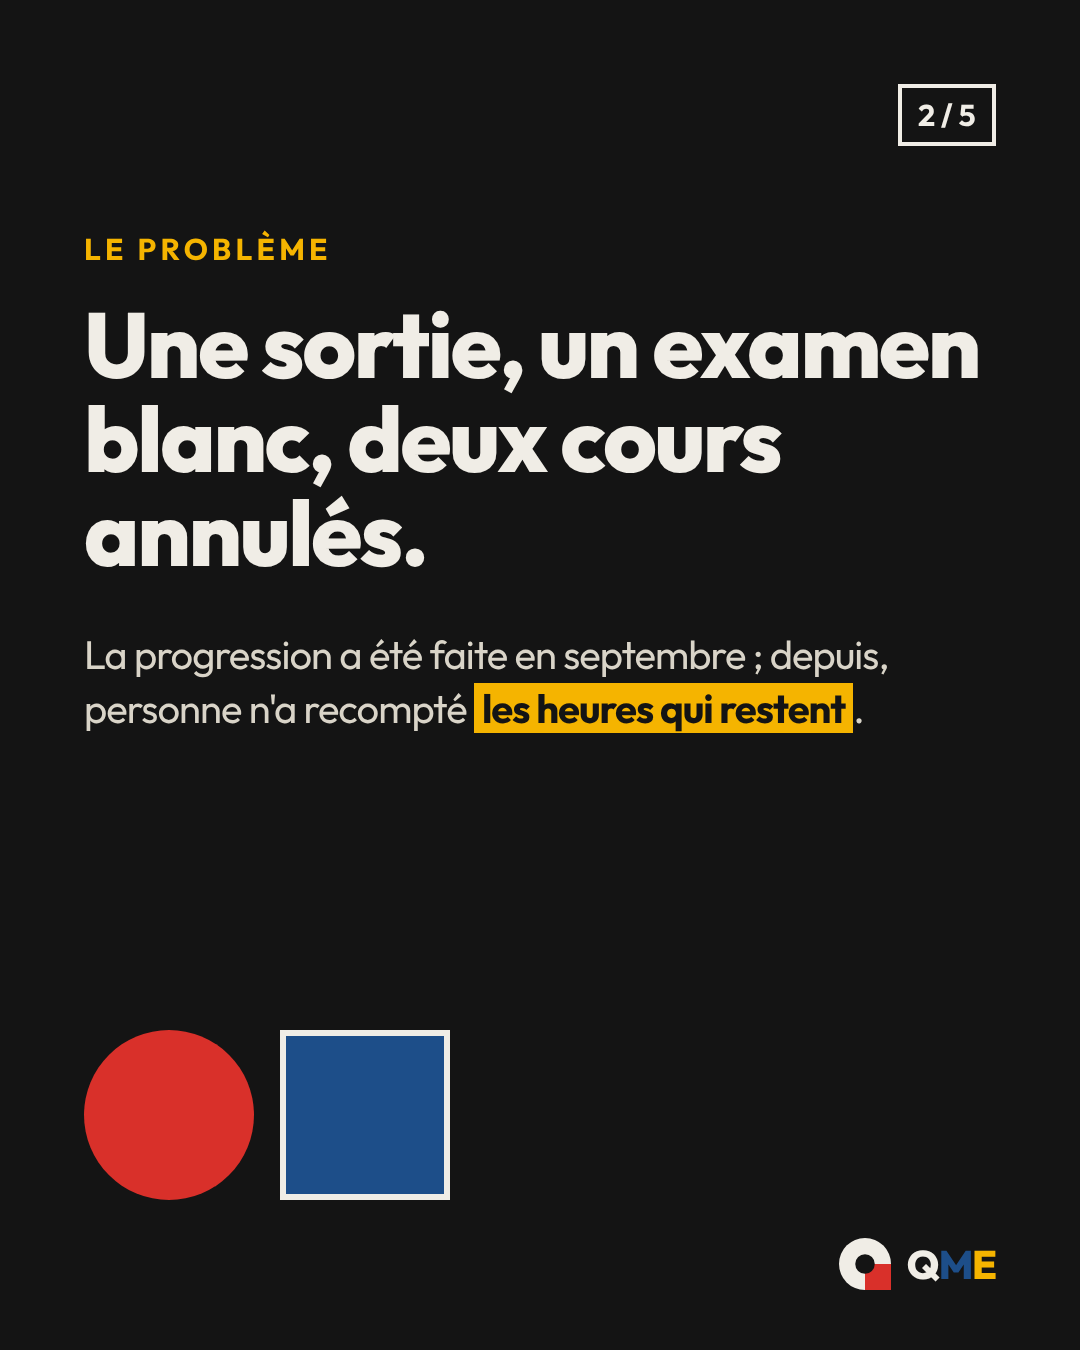 2 / 5
LE PROBLÈME
Une sortie, un examen
blanc, deux cours
annulés.
La progression a été faite en septembre ; depuis,
personne n'a recompté les heures qui restent.
QME